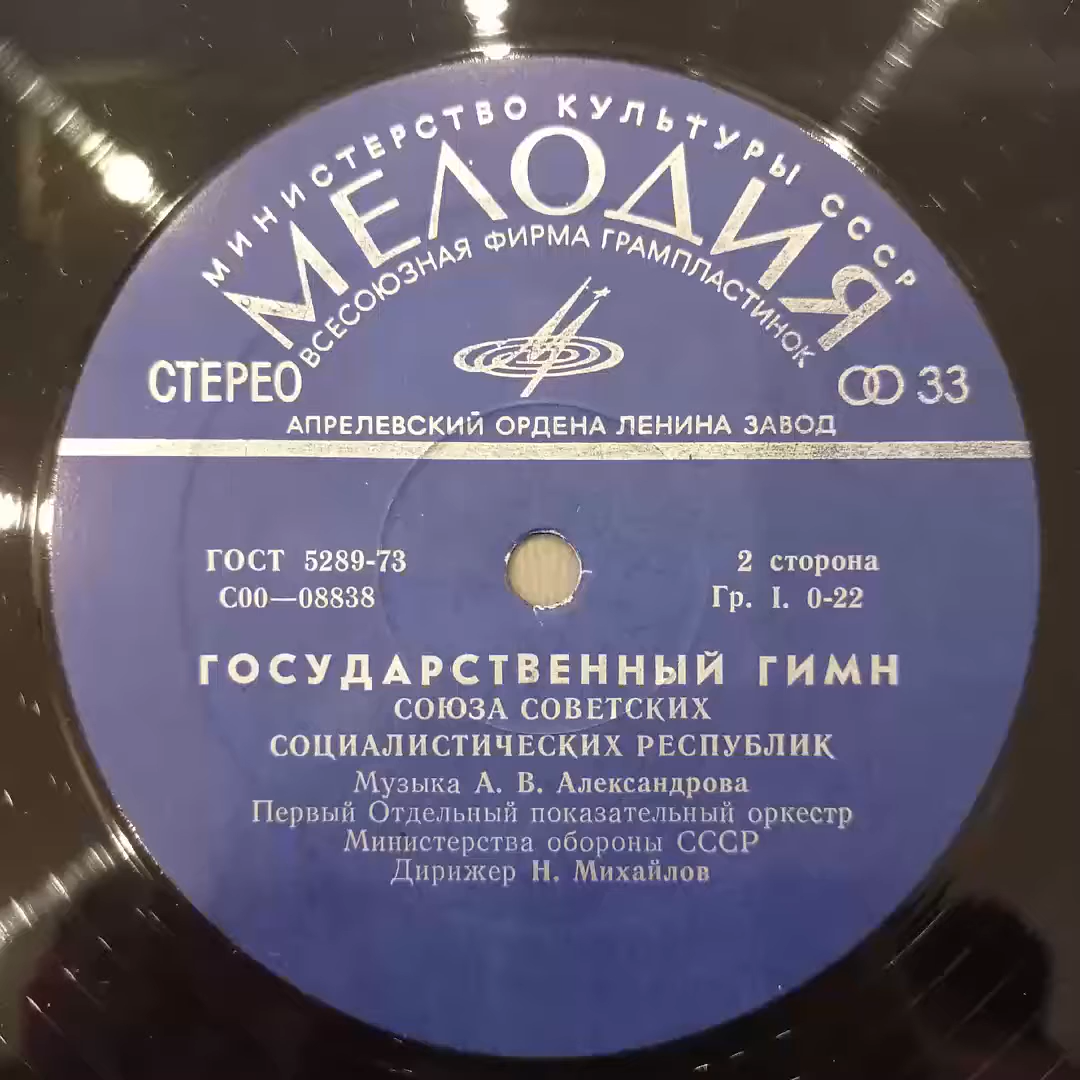 МИНИСТЕРСТВО КУЛЬТУРЫ СССР
МЕЛОДИЯ
ВСЕСОЮЗНАЯ ФИРМА ГРАМПЛАСТИНОК
СТЕРЕО
33
АПРЕЛЕВСКИЙ ОРДЕНА ЛЕНИНА ЗАВОД
ГОСТ 5289-73
2 сторона
С00—08838
Гр. I. 0-22
ГОСУДАРСТВЕННЫЙ ГИМН
СОЮЗА СОВЕТСКИХ
СОЦИАЛИСТИЧЕСКИХ РЕСПУБЛИК
Музыка А. В. Александрова
Первый Отдельный показательный оркестр
Министерства обороны СССР
Дирижер Н. Михайлов